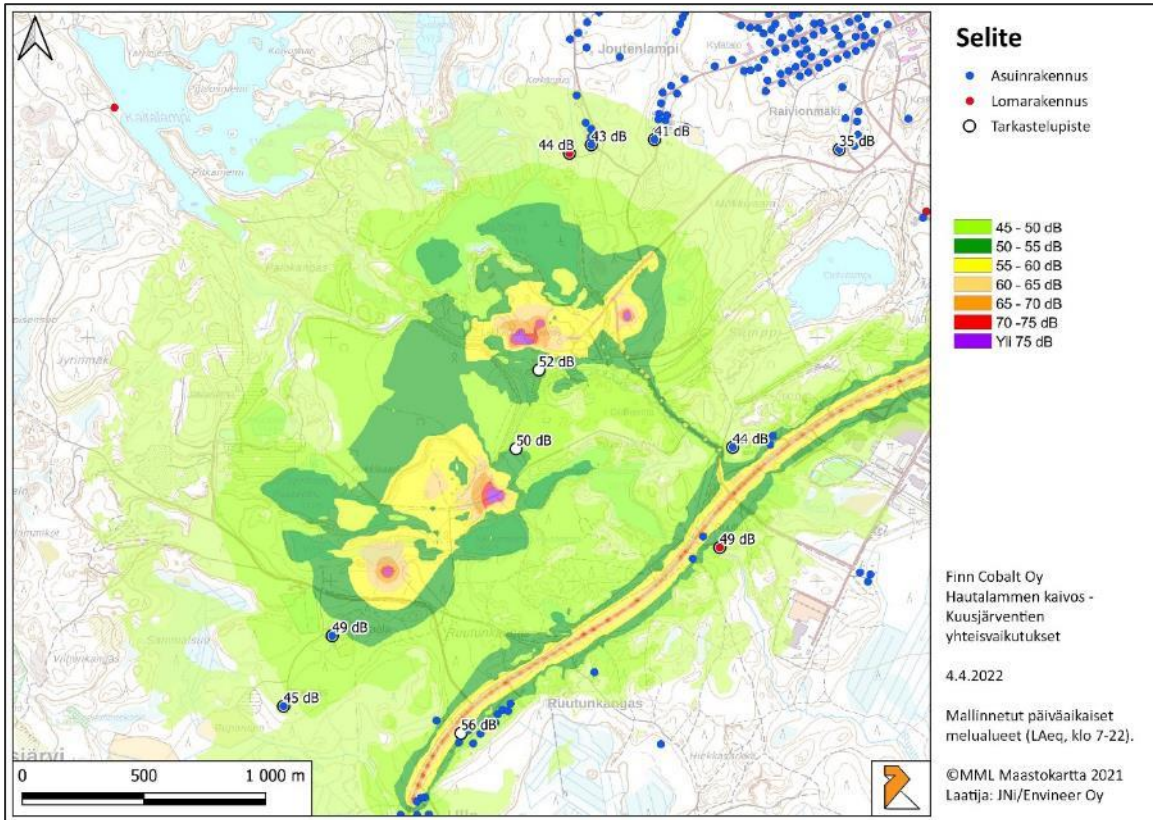 Joutenlampi
Kylätalo
Raivionmäki
44 dB
43 dB
41 dB
35 dB
Palokangas
52 dB
50 dB
44 dB
49 dB
49 dB
Ruutunkangas
45 dB
Ruutunkangas
56 dB
sjärvi
0 500 1 000 m
Selite
Asuinrakennus
Lomarakennus
Tarkastelupiste
45 - 50 dB
50 - 55 dB
55 - 60 dB
60 - 65 dB
65 - 70 dB
70 -75 dB
Yli 75 dB
Finn Cobalt Oy
Hautalammen kaivos -
Kuusjärventien
yhteisvaikutukset
4.4.2022
Mallinnetut päiväaikaiset
melualueet (LAeq, klo 7-22).
©MML Maastokartta 2021
Laatija: JNi/Envineer Oy